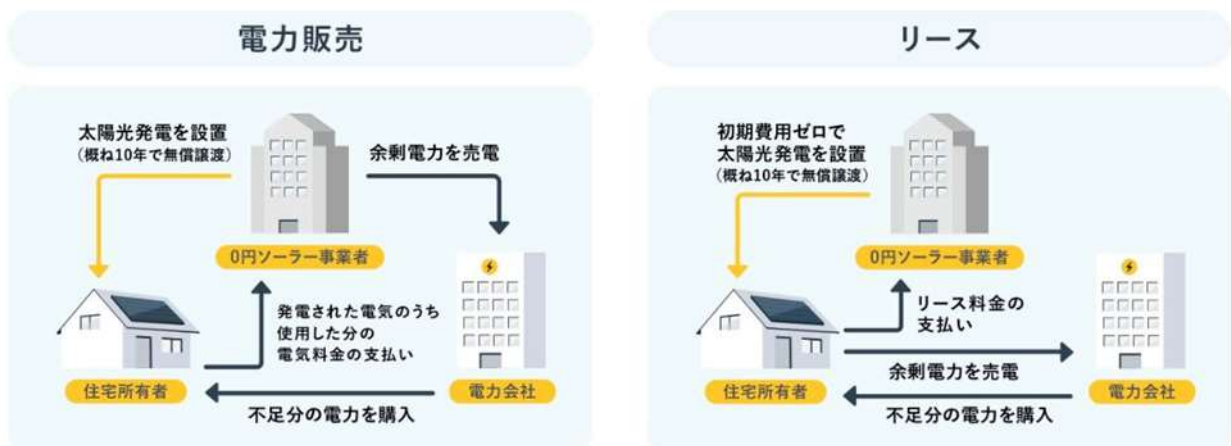 電力販売
太陽光発電を設置
(概ね10年で無償譲渡)
余剰電力を売電
0円ソーラー事業者
発電された電気のうち
使用した分の
電気料金の支払い
住宅所有者
電力会社
不足分の電力を購入
リース
初期費用ゼロで
太陽光発電を設置
(概ね10年で無償譲渡)
0円ソーラー事業者
リース料金の
支払い
余剰電力を売電
住宅所有者
電力会社
不足分の電力を購入